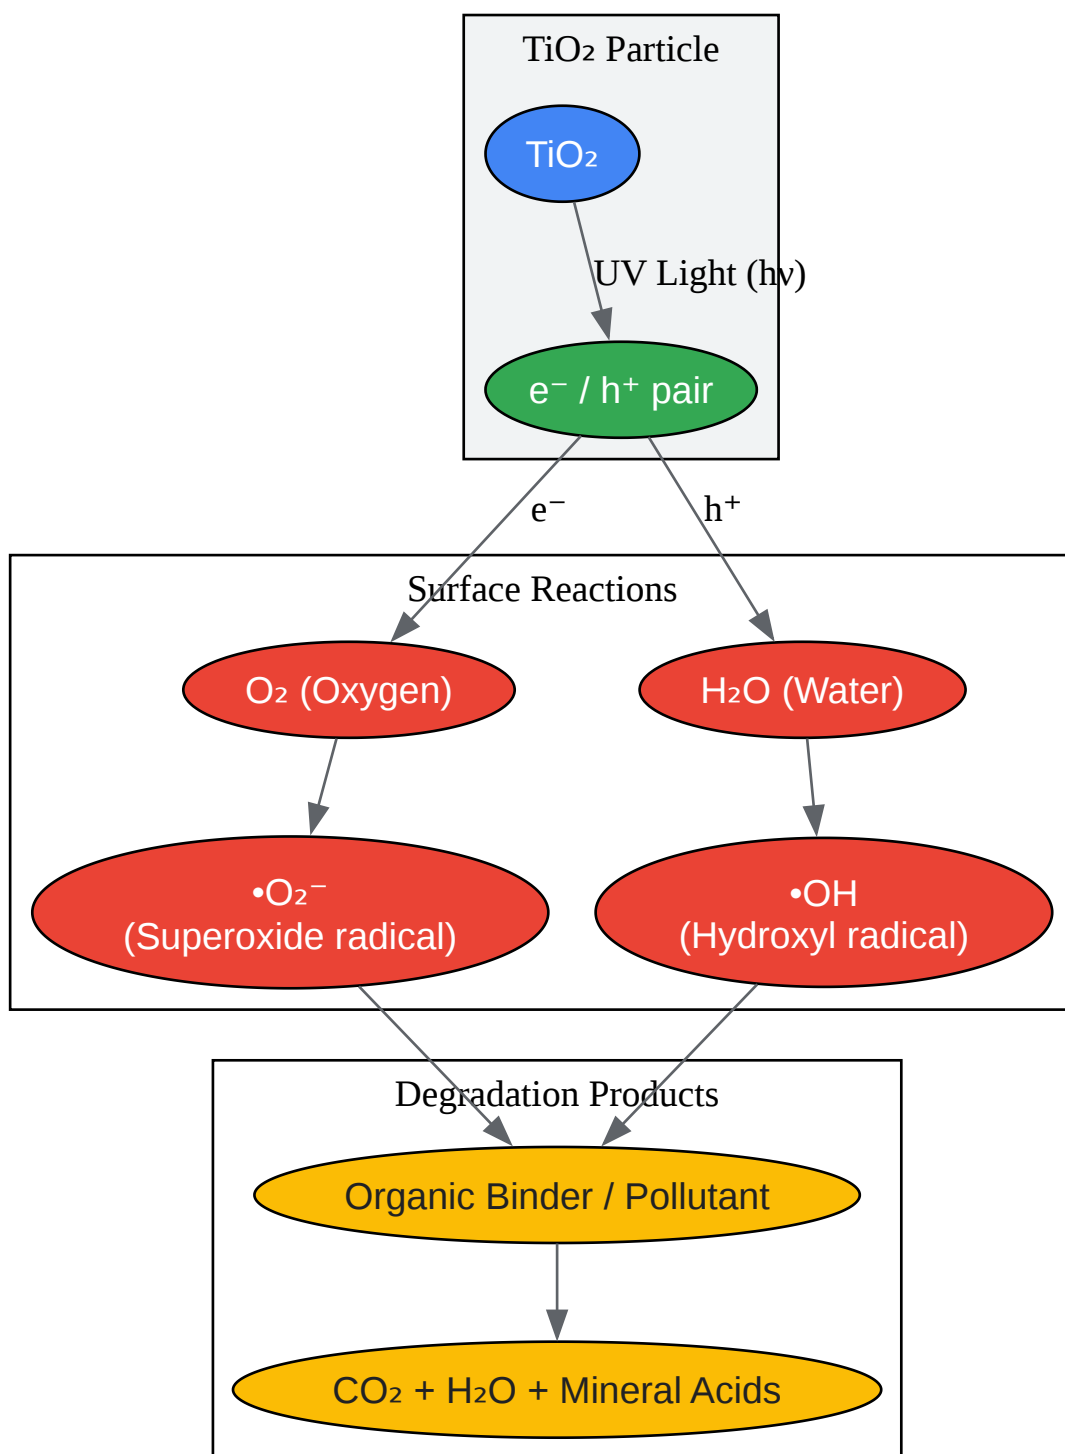 TiO₂ Particle
TiO₂
UV Light (hν)
e⁻ / h⁺ pair
e⁻
h⁺
Surface Reactions
O₂ (Oxygen)
H₂O (Water)
•O₂⁻
(Superoxide radical)
•OH
(Hydroxyl radical)
Degradation Products
Organic Binder / Pollutant
CO₂ + H₂O + Mineral Acids